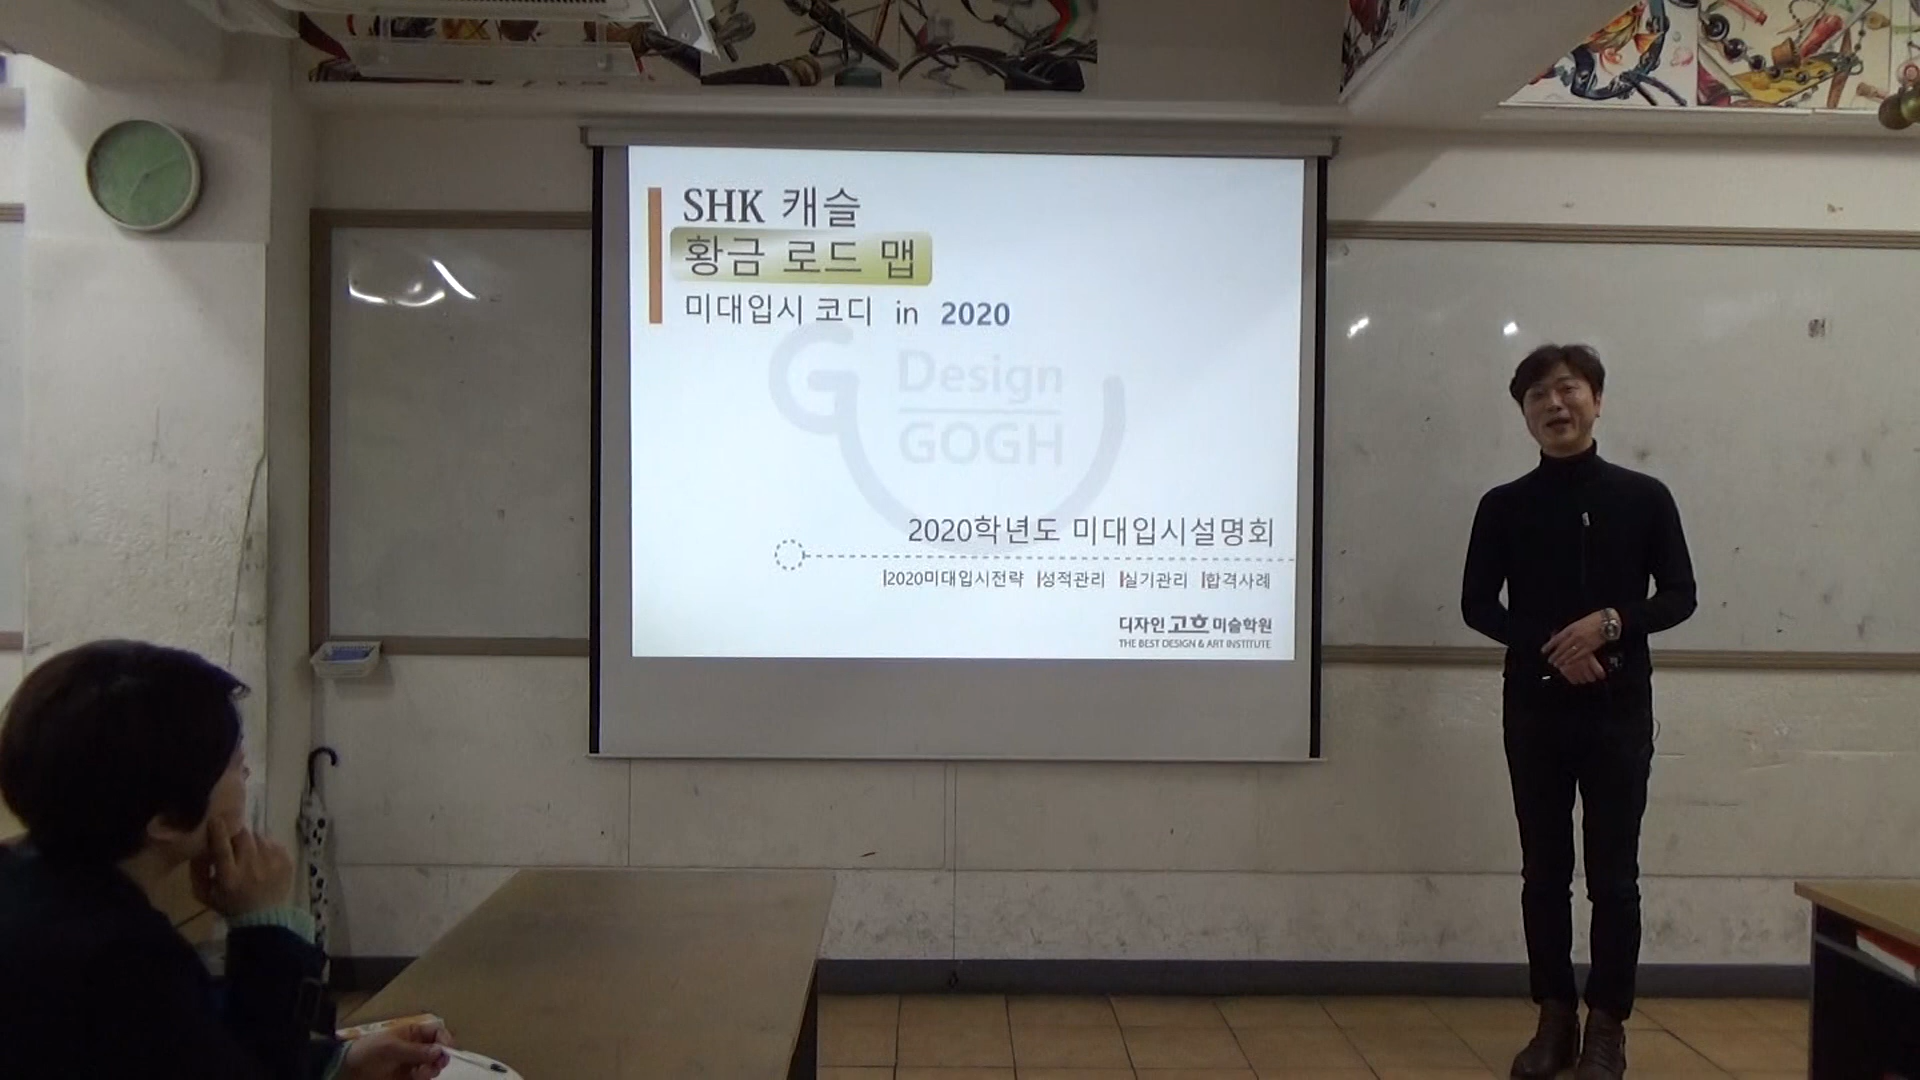 SHK 캐슬
황금 로드 맵
미대입시 코디 in 2020
Design
GOGH
2020학년도 미대입시설명회
2020미대입시전략 성적관리 실기관리 합격사례
디자인고흐미술학원
THE BEST DESIGN & ART INSTITUTE